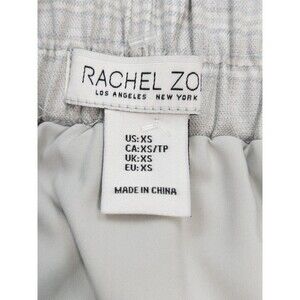 RACHEL ZO
LOS ANGELES NEW YORK
US:XS
CA:XS/TP
UK:XS
EU:XS
MADE IN CHINA